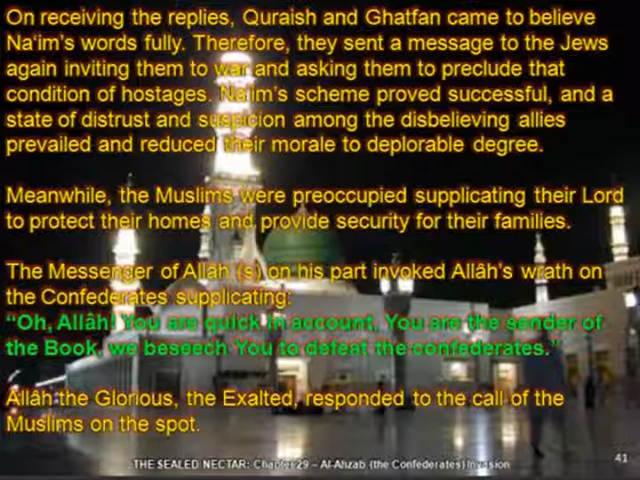 On receiving the replies, Quraish and Ghatfan came to believe
Na‘im’s words fully. Therefore, they sent a message to the Jews
again inviting them to war and asking them to preclude that
condition of hostages. Na‘im’s scheme proved successful, and a
state of distrust and suspicion among the disbelieving allies
prevailed and reduced their morale to deplorable degree.
Meanwhile, the Muslims were preoccupied supplicating their Lord
to protect their homes and provide security for their families.
The Messenger of Allâh (s) on his part invoked Allâh’s wrath on
the Confederates supplicating:
“Oh, Allâh! You are quick in account, You are the sender of
the Book, we beseech You to defeat the confederates.”
Allâh the Glorious, the Exalted, responded to the call of the
Muslims on the spot.
THE SEALED NECTAR: Chapter 29 – Al-Ahzab (the Confederates) Invasion
41